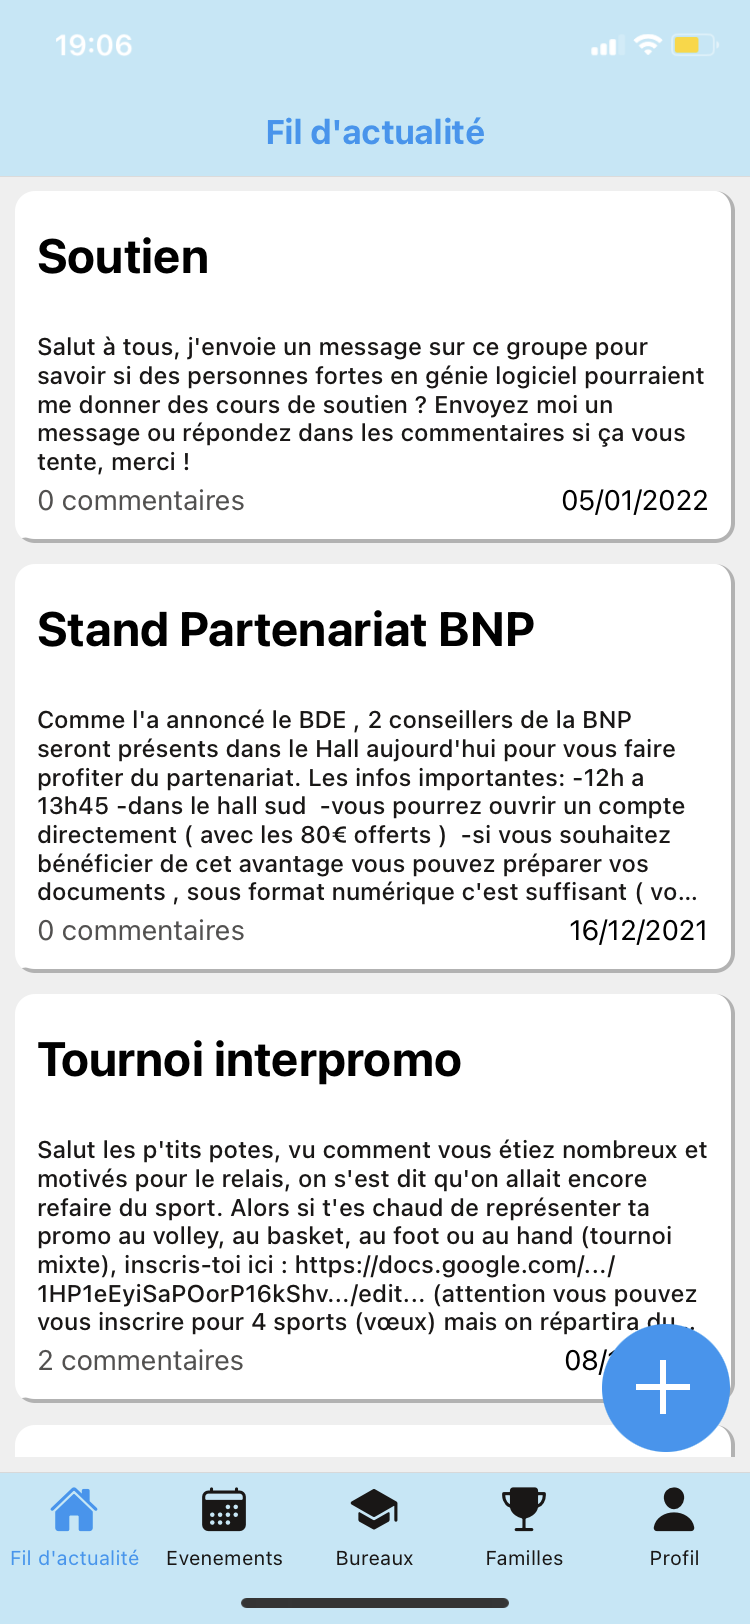 19:06
Fil d'actualité
Soutien
Salut à tous, j'envoie un message sur ce groupe pour
savoir si des personnes fortes en génie logiciel pourraient
me donner des cours de soutien ? Envoyez moi un
message ou répondez dans les commentaires si ça vous
tente, merci !
0 commentaires 05/01/2022
Stand Partenariat BNP
Comme l'a annoncé le BDE , 2 conseillers de la BNP
seront présents dans le Hall aujourd'hui pour vous faire
profiter du partenariat. Les infos importantes: -12h a
13h45 -dans le hall sud  -vous pourrez ouvrir un compte
directement ( avec les 80€ offerts )  -si vous souhaitez
bénéficier de cet avantage vous pouvez préparer vos
documents , sous format numérique c'est suffisant ( vo...
0 commentaires 16/12/2021
Tournoi interpromo
Salut les p'tits potes, vu comment vous étiez nombreux et
motivés pour le relais, on s'est dit qu'on allait encore
refaire du sport. Alors si t'es chaud de représenter ta
promo au volley, au basket, au foot ou au hand (tournoi
mixte), inscris-toi ici : https://docs.google.com/.../
1HP1eEyiSaPOorP16kShv.../edit... (attention vous pouvez
vous inscrire pour 4 sports (vœux) mais on répartira du...
2 commentaires 08/
Fil d'actualité Evenements Bureaux Familles Profil